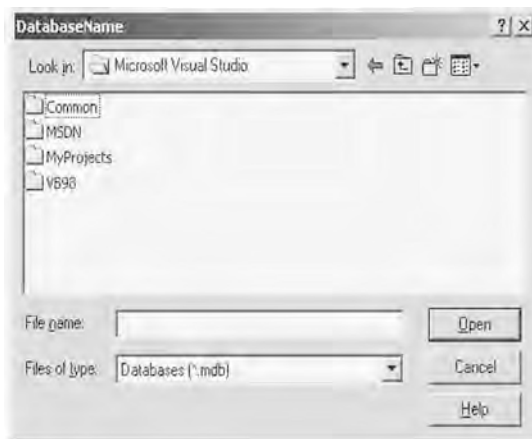 DatabaseName
Look in: Microsoft Visual Studio
Common
MSDN
MyProjects
VB98
File name:
Open
Files of type: Databases (*.mdb)
Cancel
Help